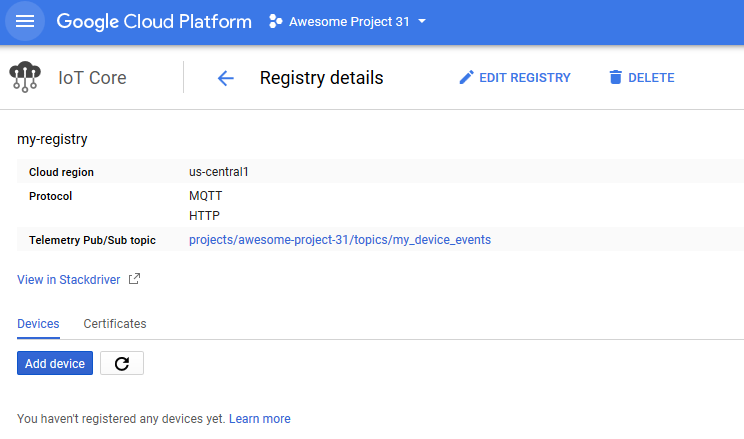 Google Cloud Platform Awesome Project 31
IoT Core Registry details EDIT REGISTRY DELETE
my-registry
Cloud region us-central1
Protocol MQTT
HTTP
Telemetry Pub/Sub topic projects/awesome-project-31/topics/my_device_events
View in Stackdriver
Devices Certificates
Add device
You haven't registered any devices yet. Learn more